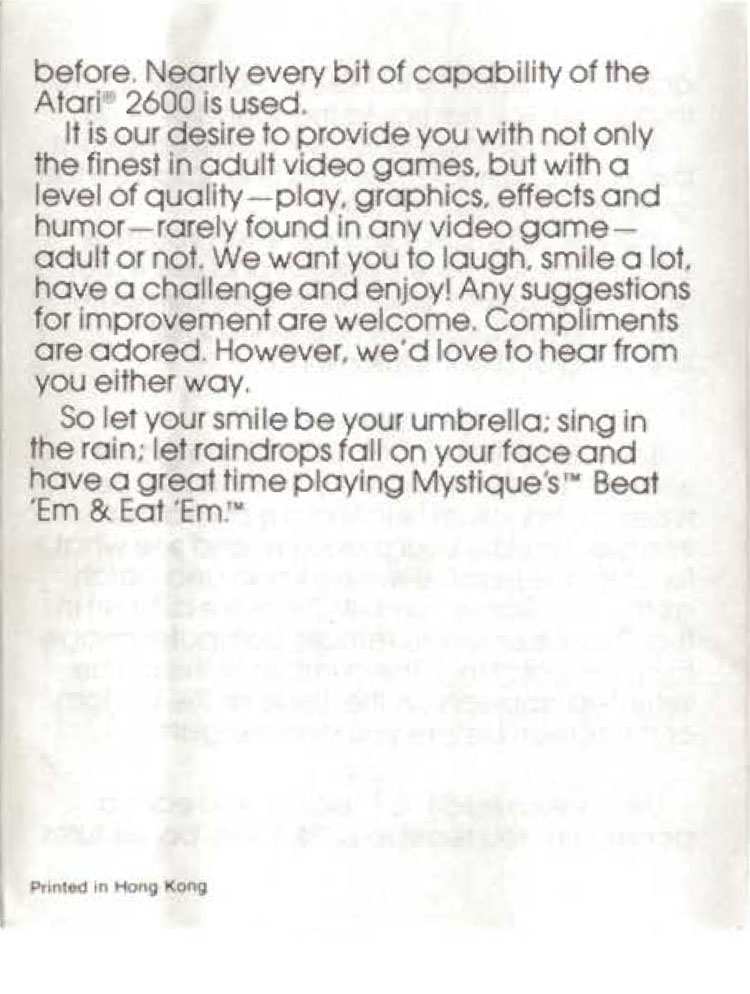 before. Nearly every bit of capability of the
Atari® 2600 is used.
It is our desire to provide you with not only
the finest in adult video games, but with a
level of quality—play, graphics, effects and
humor—rarely found in any video game—
adult or not. We want you to laugh, smile a lot,
have a challenge and enjoy! Any suggestions
for improvement are welcome. Compliments
are adored. However, we'd love to hear from
you either way.
So let your smile be your umbrella; sing in
the rain; let raindrops fall on your face and
have a great time playing Mystique's™ Beat
'Em & Eat 'Em.™
Printed in Hong Kong